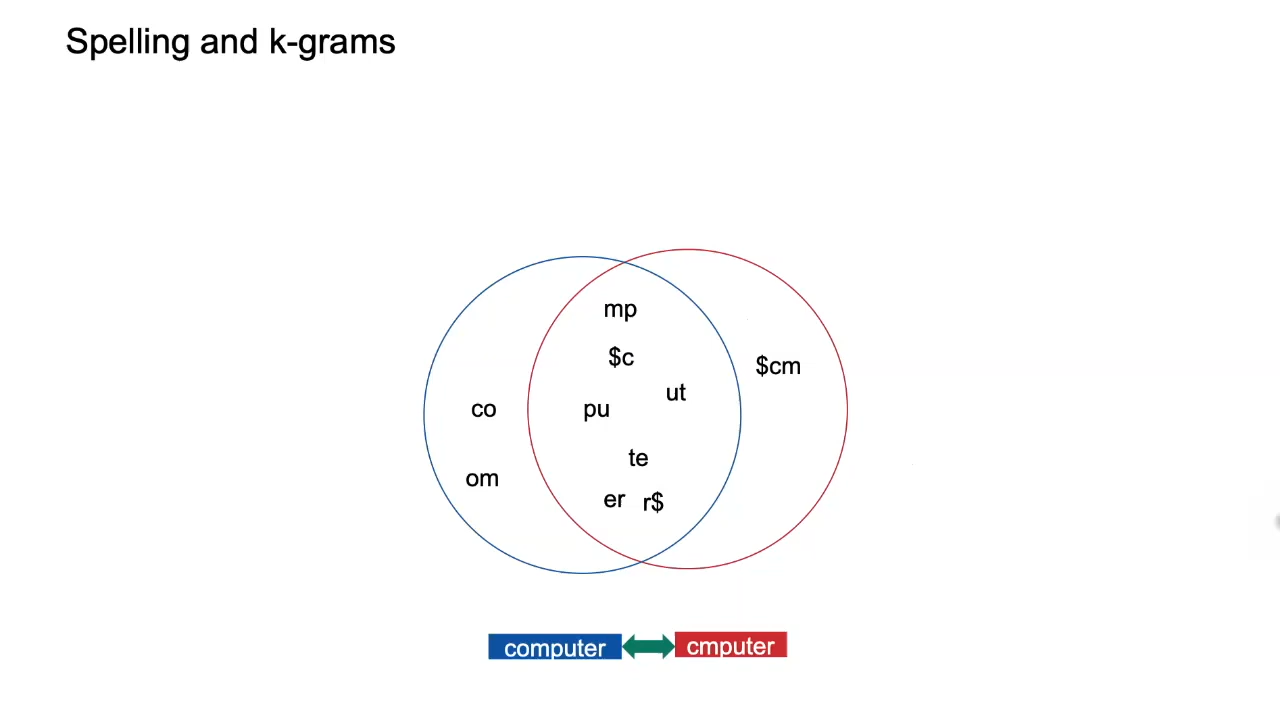 Spelling and k-grams
mp
$c
$cm
ut
co
pu
te
om
er r$
computer
cmputer